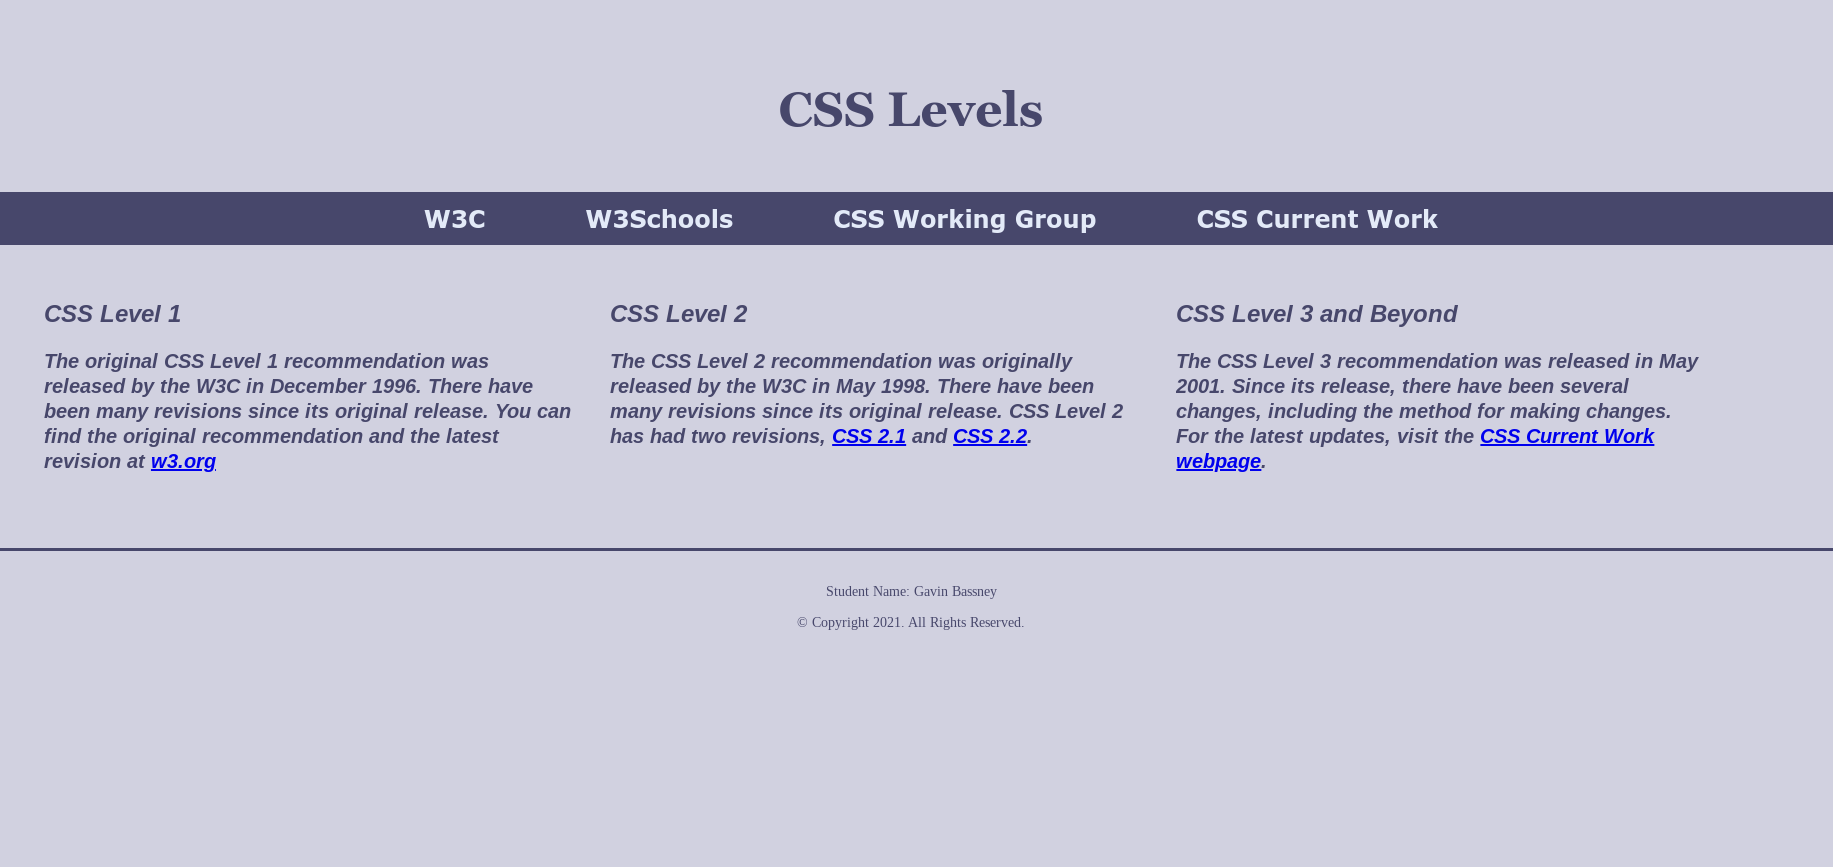 CSS Levels
W3C W3Schools CSS Working Group CSS Current Work
CSS Level 1
The original CSS Level 1 recommendation was
released by the W3C in December 1996. There have
been many revisions since its original release. You can
find the original recommendation and the latest
revision at w3.org
CSS Level 2
The CSS Level 2 recommendation was originally
released by the W3C in May 1998. There have been
many revisions since its original release. CSS Level 2
has had two revisions, CSS 2.1 and CSS 2.2.
CSS Level 3 and Beyond
The CSS Level 3 recommendation was released in May
2001. Since its release, there have been several
changes, including the method for making changes.
For the latest updates, visit the CSS Current Work
webpage.
Student Name: Gavin Bassney
© Copyright 2021. All Rights Reserved.